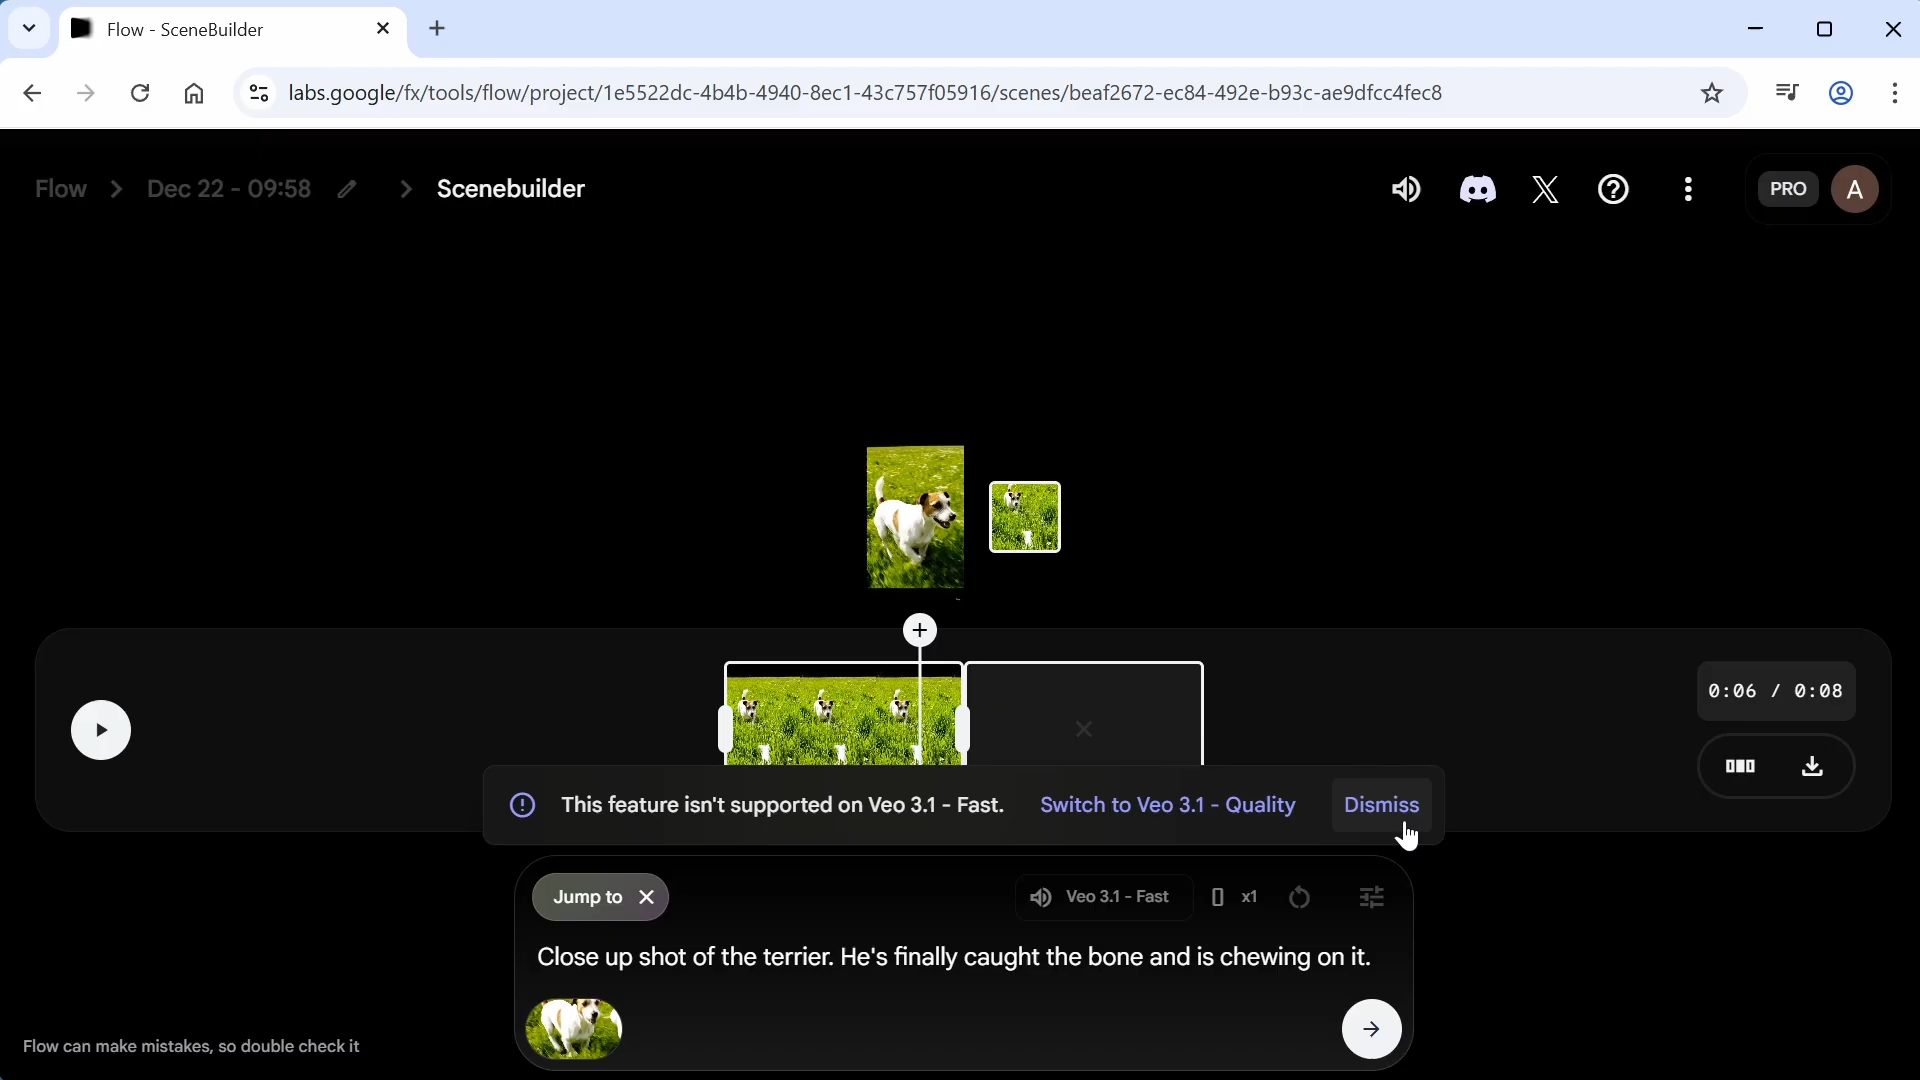 Flow - SceneBuilder
labs.google/fx/tools/flow/project/1e5522dc-4b4b-4940-8ec1-43c757f05916/scenes/beaf2672-ec84-492e-b93c-ae9dfcc4fec8
Flow > Dec 22 - 09:58 > Scenebuilder
PRO A
0:06 / 0:08
This feature isn't supported on Veo 3.1 - Fast. Switch to Veo 3.1 - Quality Dismiss
Jump to Veo 3.1 - Fast x1
Close up shot of the terrier. He's finally caught the bone and is chewing on it.
Flow can make mistakes, so double check it